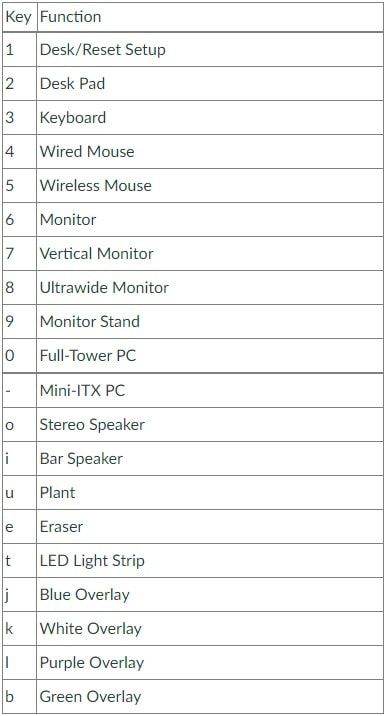 Key Function
1 Desk/Reset Setup
2 Desk Pad
3 Keyboard
4 Wired Mouse
5 Wireless Mouse
6 Monitor
7 Vertical Monitor
8 Ultrawide Monitor
9 Monitor Stand
0 Full-Tower PC
- Mini-ITX PC
o Stereo Speaker
i Bar Speaker
u Plant
e Eraser
t LED Light Strip
j Blue Overlay
k White Overlay
l Purple Overlay
b Green Overlay